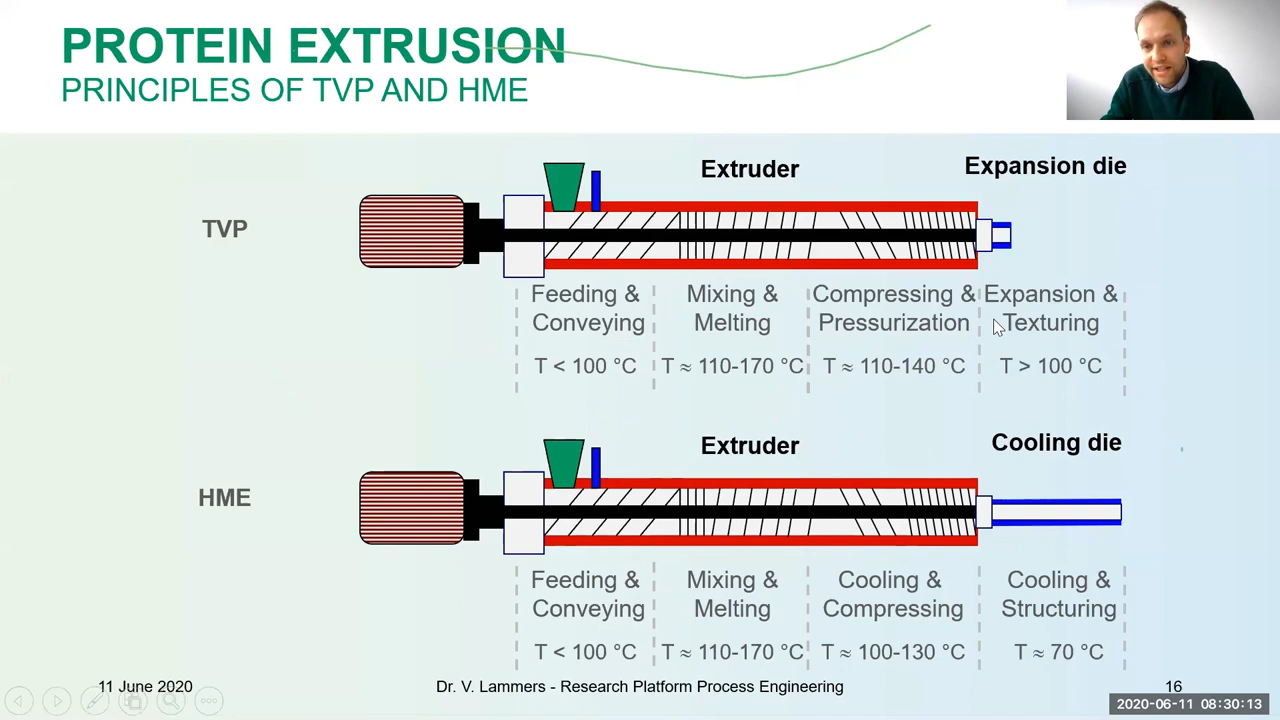 PROTEIN EXTRUSION
PRINCIPLES OF TVP AND HME
Extruder
Expansion die
TVP
Feeding & Conveying
Mixing & Melting
Compressing & Pressurization
Expansion & Texturing
T < 100 °C
T ≈ 110-170 °C
T ≈ 110-140 °C
T > 100 °C
Extruder
Cooling die
HME
Feeding & Conveying
Mixing & Melting
Cooling & Compressing
Cooling & Structuring
T < 100 °C
T ≈ 110-170 °C
T ≈ 100-130 °C
T ≈ 70 °C
11 June 2020
Dr. V. Lammers - Research Platform Process Engineering
16
2020-06-11 08:30:13